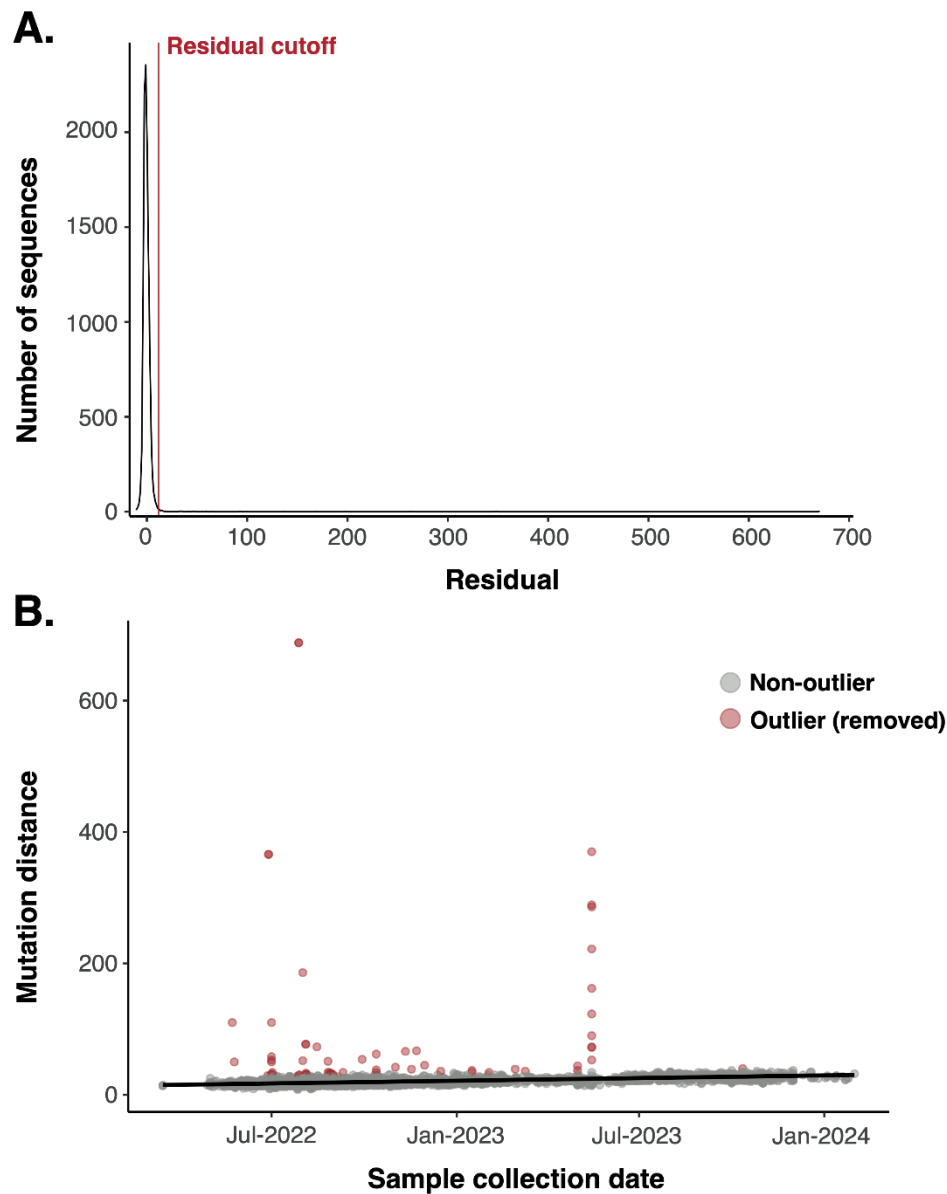 A.
Residual cutoff
Number of sequences
2000
1500
1000
500
0
0 100 200 300 400 500 600 700
Residual
B.
Non-outlier
Outlier (removed)
Mutation distance
600
400
200
0
Jul-2022 Jan-2023 Jul-2023 Jan-2024
Sample collection date